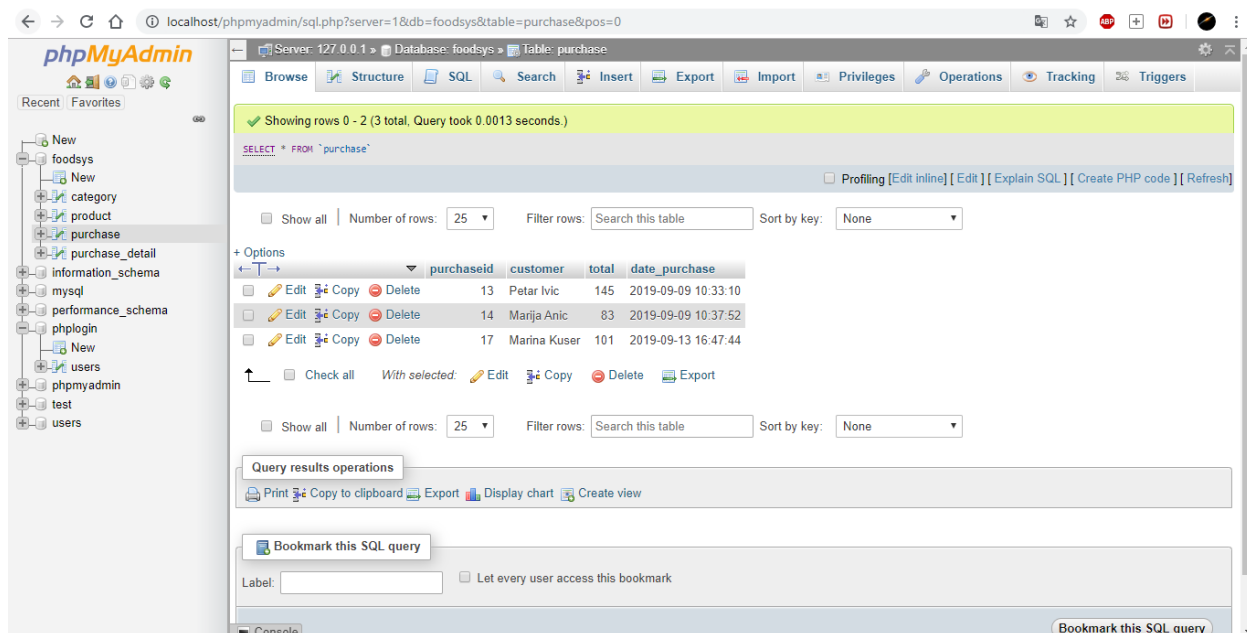 localhost/phpmyadmin/sql.php?server=1&db=foodsys&table=purchase&pos=0
ABP
phpMyAdmin
Recent Favorites
New
foodsys
New
category
product
purchase
purchase_detail
information_schema
mysql
performance_schema
phplogin
New
users
phpmyadmin
test
users
Server: 127.0.0.1 » Database: foodsys » Table: purchase
Browse Structure SQL Search Insert Export Import Privileges Operations Tracking Triggers
Showing rows 0 - 2 (3 total, Query took 0.0013 seconds.)
SELECT * FROM `purchase`
Profiling [Edit inline] [ Edit ] [ Explain SQL ] [ Create PHP code ] [ Refresh]
Show all Number of rows: 25 Filter rows: Search this table Sort by key: None
+ Options
←T→ purchaseid customer total date_purchase
Edit Copy Delete 13 Petar Ivic 145 2019-09-09 10:33:10
Edit Copy Delete 14 Marija Anic 83 2019-09-09 10:37:52
Edit Copy Delete 17 Marina Kuser 101 2019-09-13 16:47:44
Check all With selected: Edit Copy Delete Export
Show all Number of rows: 25 Filter rows: Search this table Sort by key: None
Query results operations
Print Copy to clipboard Export Display chart Create view
Bookmark this SQL query
Label: Let every user access this bookmark
Console Bookmark this SQL query